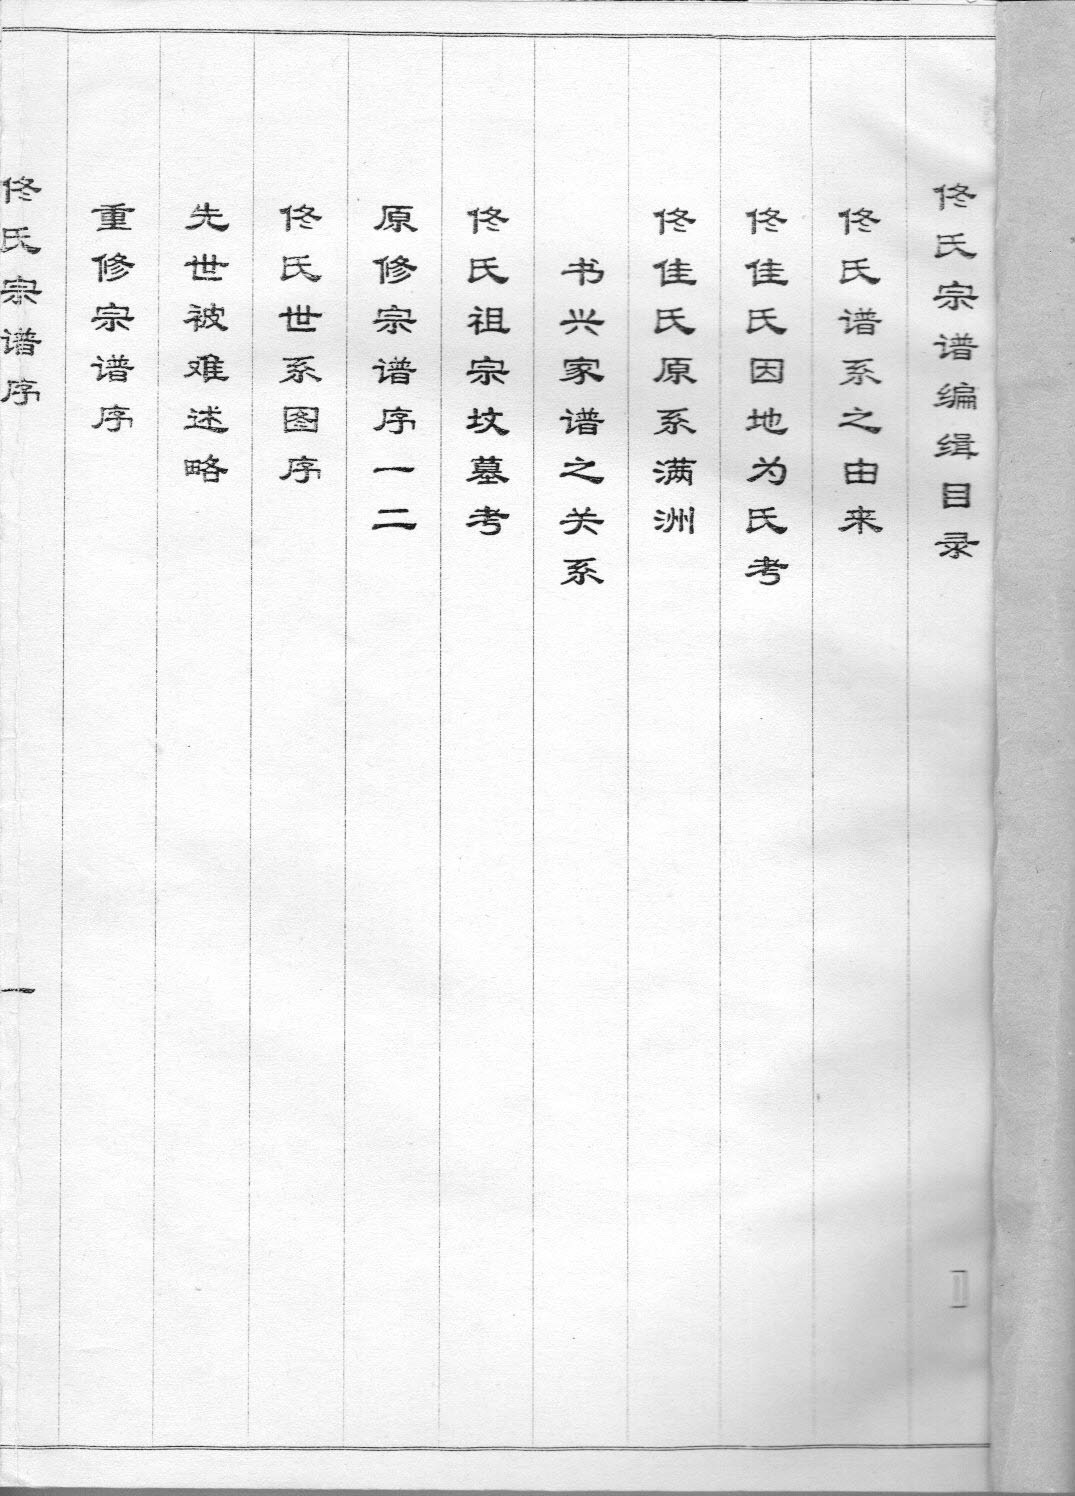 佟氏宗谱编缉目录
佟氏谱系之由来
佟佳氏因地为氏考
佟佳氏原系满洲
书兴家谱之关系
佟氏祖宗坟墓考
原修宗谱序一二
佟氏世系图序
先世被难述略
重修宗谱序
佟氏宗谱序
一